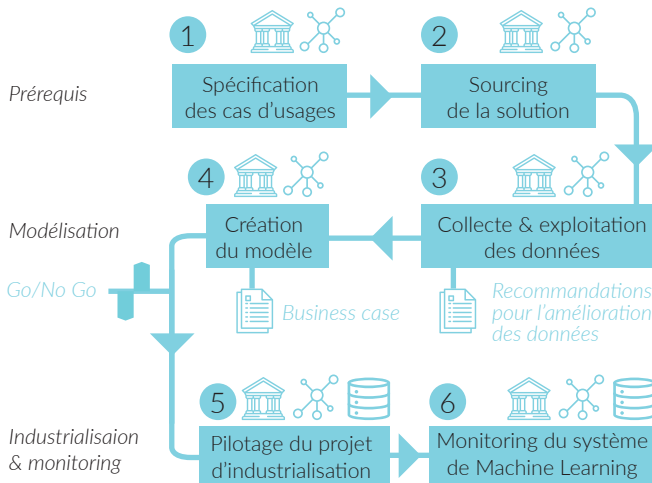 1
2
Prérequis
Spécification
des cas d'usages
Sourcing
de la solution
4
3
Modélisation
Création
du modèle
Collecte & exploitation
des données
Go/No Go
Business case
Recommandations
pour l'amélioration
des données
5
6
Industrialisaion
& monitoring
Pilotage du projet
d'industrialisation
Monitoring du système
de Machine Learning